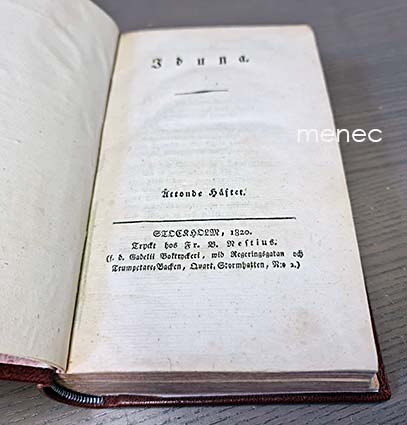 Iduna.
menec
Åttonde Häftet.
STOCKHOLM, 1820.
Tryckt hos Fr. B. Nestius.
(f. d. Gadelii Boktryckeri, wid Regeringsgatan och
Trumpetare-Backen, Quart. Stormhatten, N:o 2.)